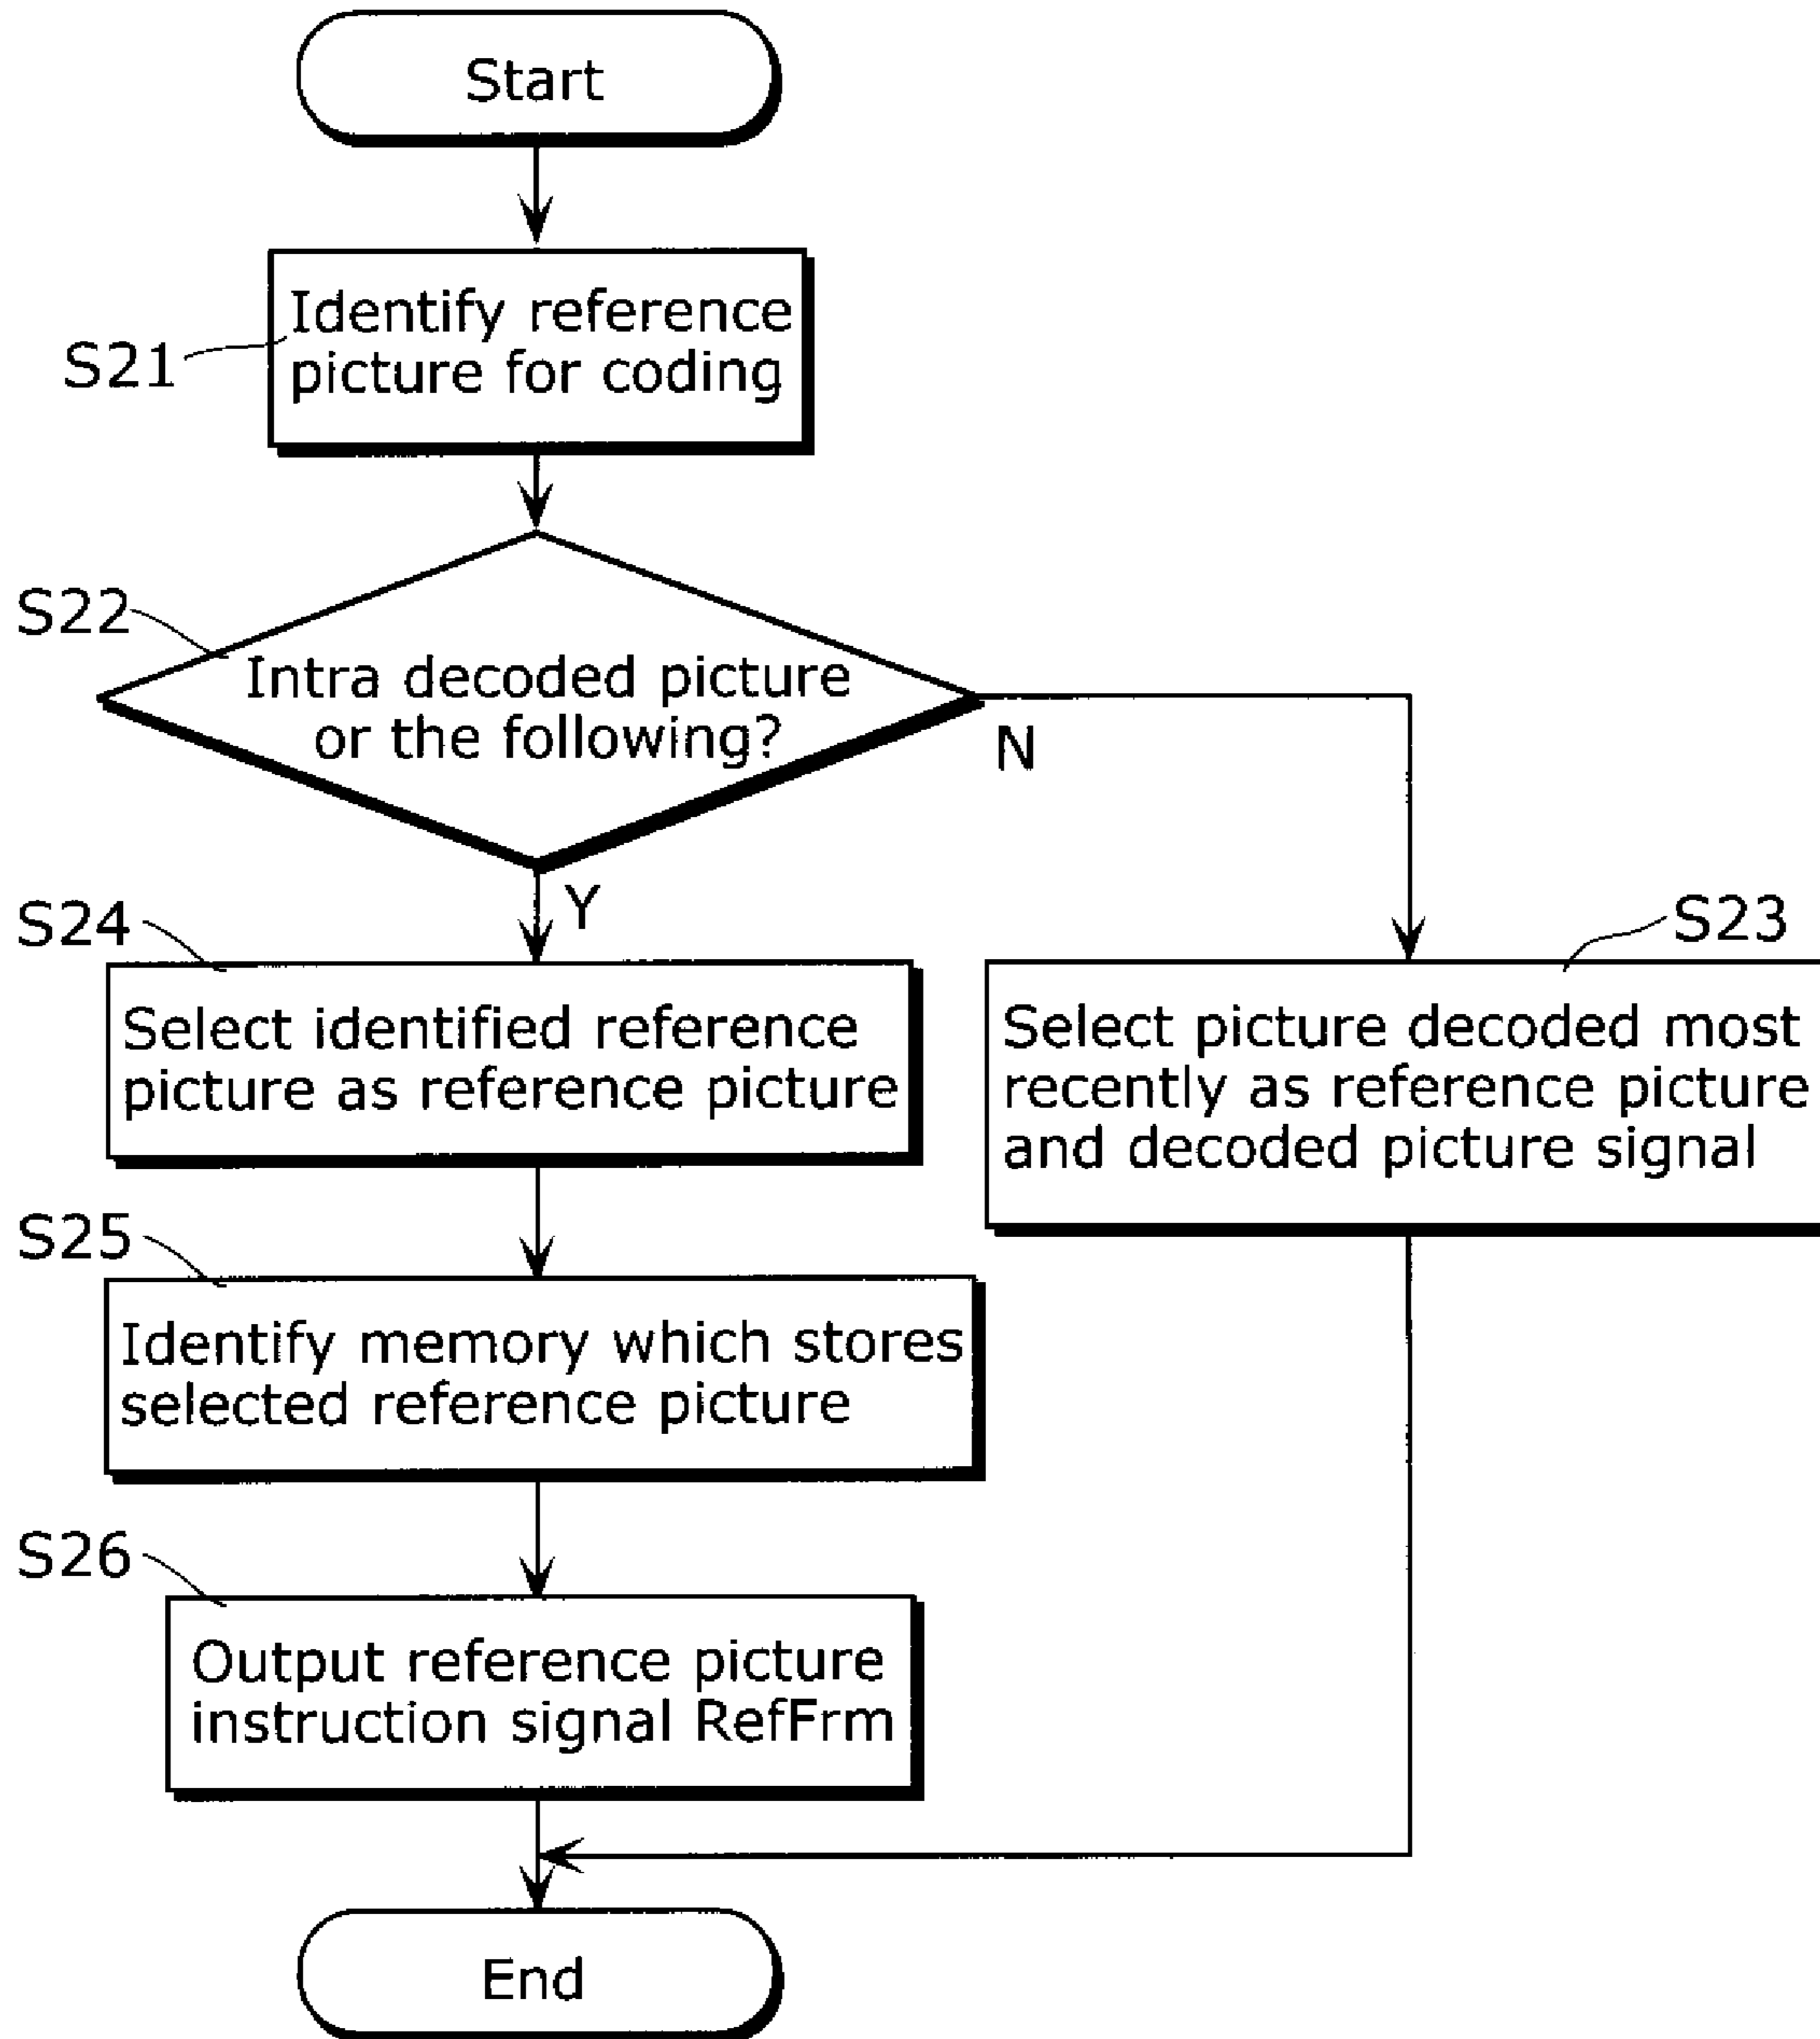 Start
S21
Identify reference
picture for coding
S22
Intra decoded picture
or the following?
N
Y
S24
Select identified reference
picture as reference picture
S23
Select picture decoded most
recently as reference picture
and decoded picture signal
S25
Identify memory which stores
selected reference picture
S26
Output reference picture
instruction signal RefFrm
End